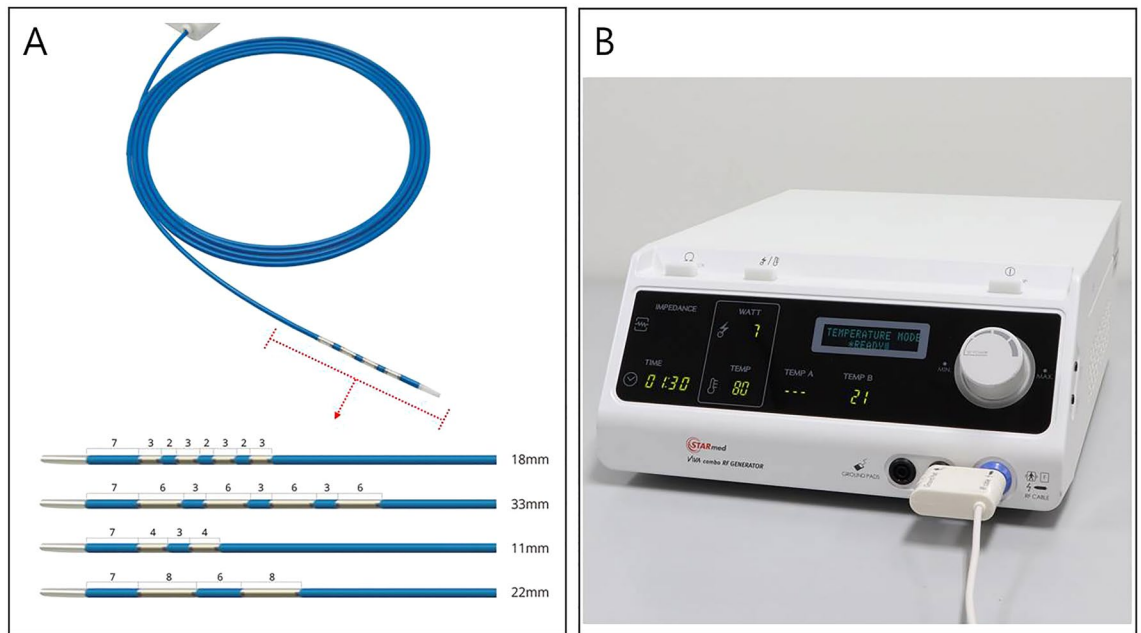 A
7 3 2 3 2 3 2 3
18mm
7 6 3 6 3 6 3 6
33mm
7 4 3 4
11mm
7 8 6 8
22mm
B
Ω
IMPEDANCE
WATT
7
TEMPERATURE MODE
*READY*
TIME
01:30
TEMP
80
TEMP A
---
TEMP B
21
MIN.
MAX.
STARmed
VIVA combo RF GENERATOR
GROUND PADS
RF CABLE